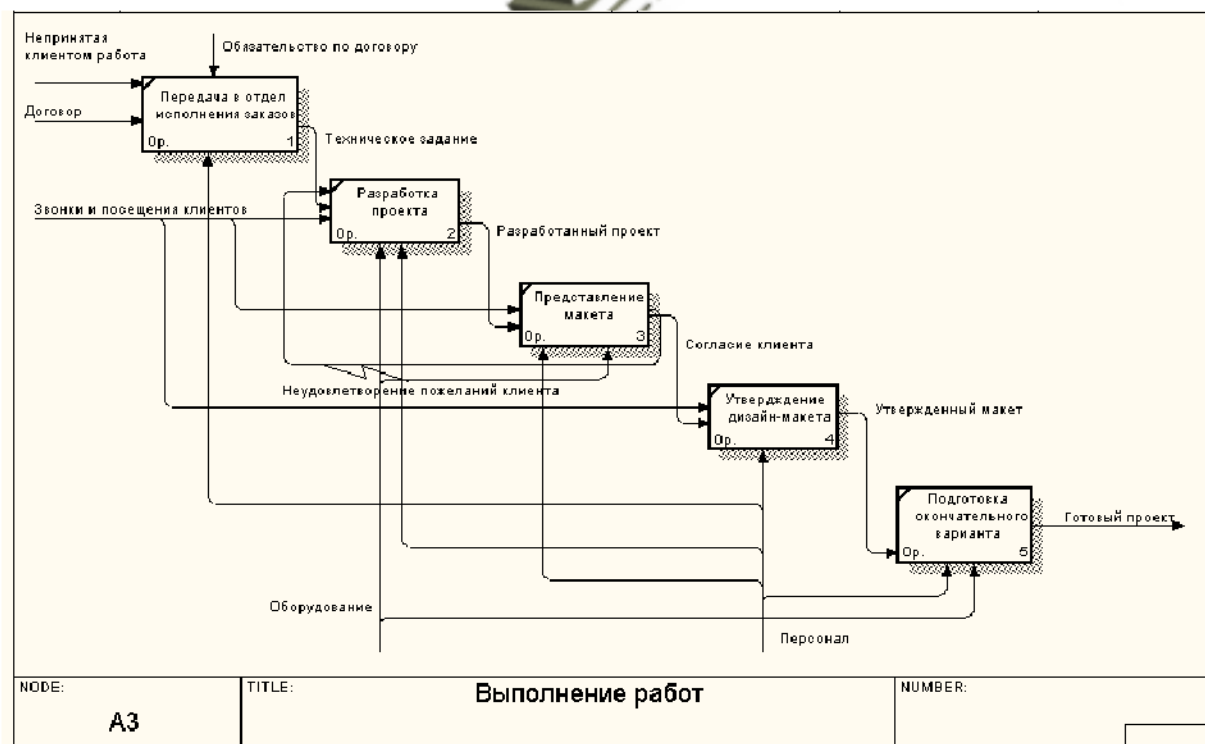 Непринятая
клиентом работа
Обязательство по договору
Договор
Передача в отдел
исполнения заказов
0р.
1
Техническое задание
Звонки и посещения клиентов
Разработка
проекта
0р.
2
Разработанный проект
Представление
макета
0р.
3
Согласие клиента
Неудовлетворение пожеланий клиента
Утверждение
дизайн-макета
0р.
4
Утвержденный макет
Подготовка
окончательного
варианта
0р.
5
Готовый проект
Оборудование
Персонал
NODE:
A3
TITLE:
Выполнение работ
NUMBER: